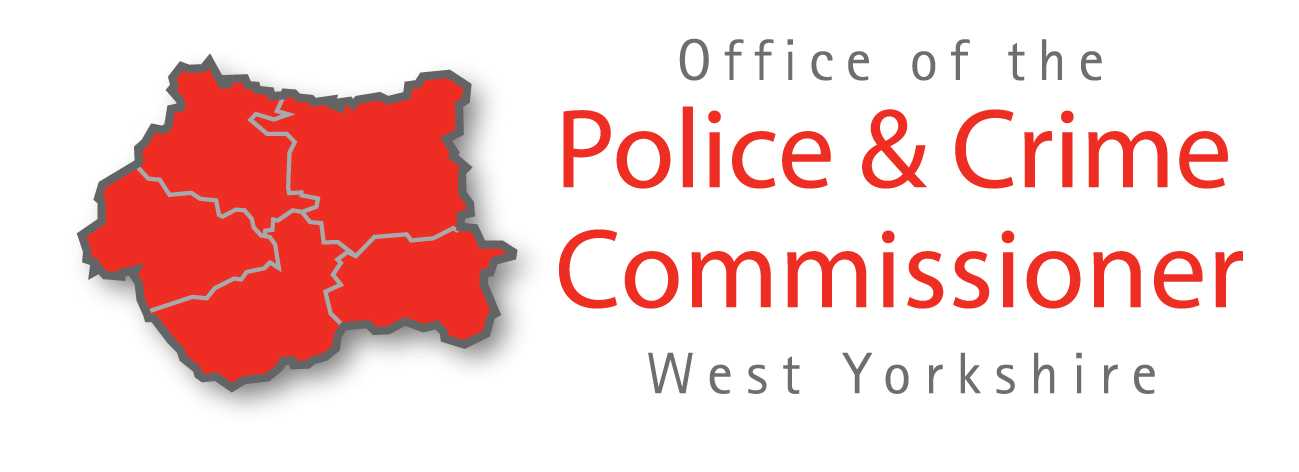 Office of the
Police & Crime
Commissioner
West Yorkshire